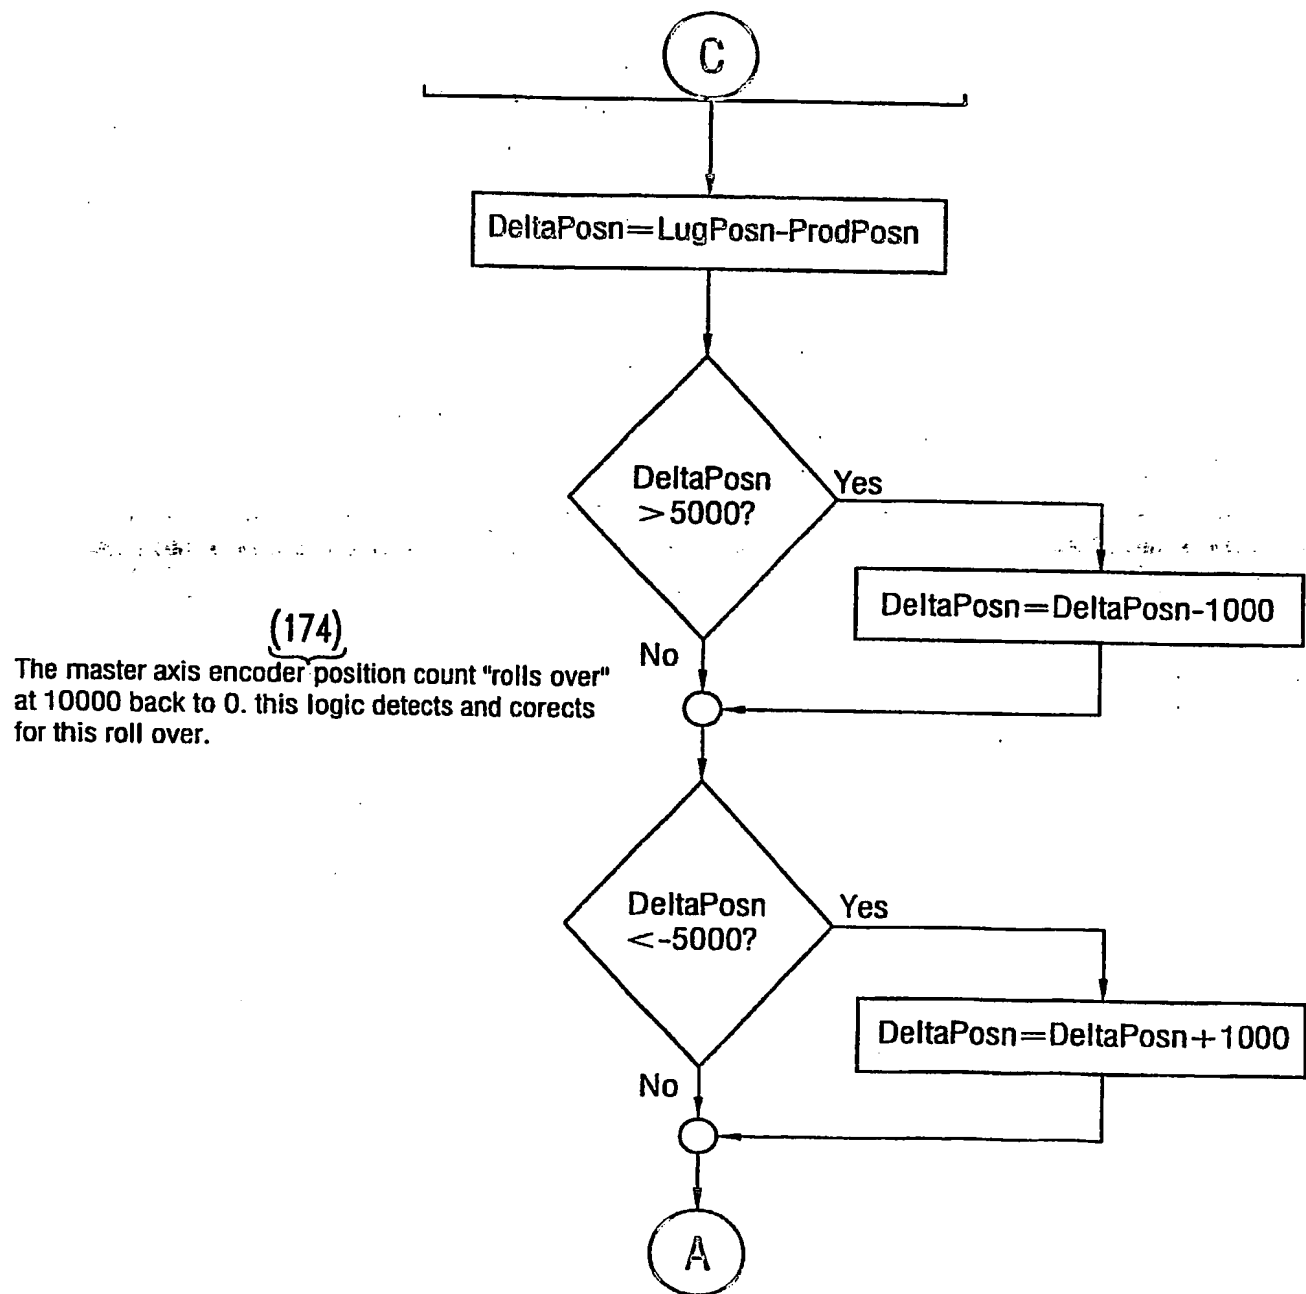 C
DeltaPosn=LugPosn-ProdPosn
DeltaPosn
>5000?
Yes
DeltaPosn=DeltaPosn-1000
No
(174)
The master axis encoder position count "rolls over"
at 10000 back to 0. this logic detects and corects
for this roll over.
DeltaPosn
<-5000?
Yes
DeltaPosn=DeltaPosn+1000
No
A